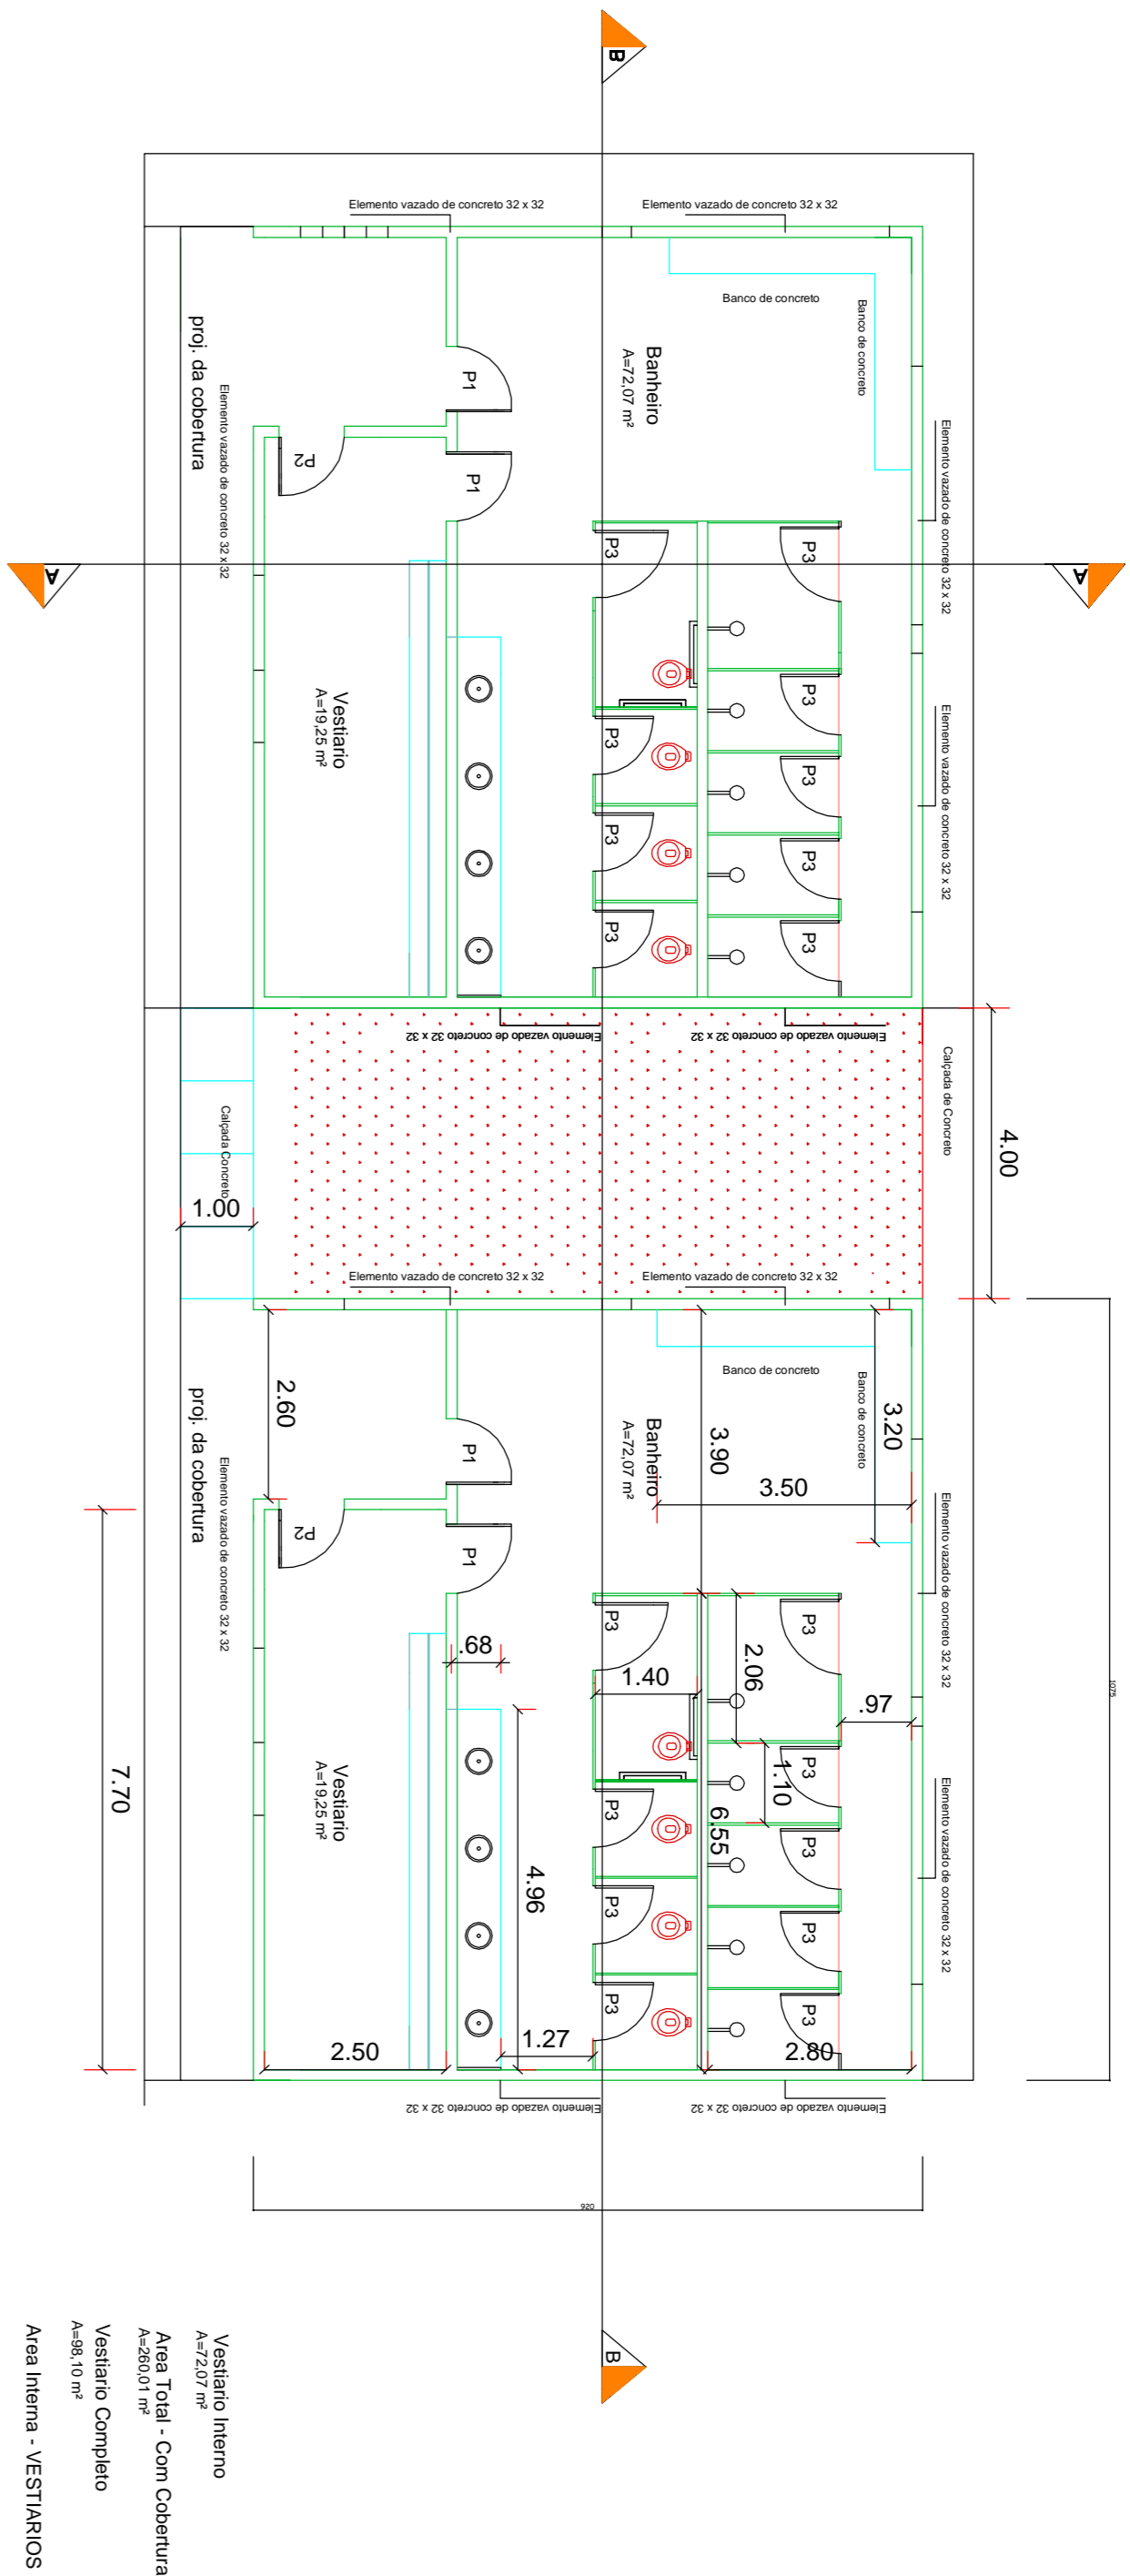 B
Elemento vazado de concreto 32 x 32
Elemento vazado de concreto 32 x 32
Banco de concreto
Banco de concreto
proj. da cobertura
Elemento vazado de concreto 32 x 32
P1
Banheiro
A=72,07 m²
Elemento vazado de concreto 32 x 32
P2
P1
P3
P3
A
A
P3
P3
P3
P3
P3
P3
P3
Vestiario
A=19,25 m²
Elemento vazado de concreto 32 x 32
Elemento vazado de concreto 32 x 32
Elemento vazado de concreto 32 x 32
Calçada de Concreto
4.00
Calçada Concreto
1.00
Elemento vazado de concreto 32 x 32
Elemento vazado de concreto 32 x 32
2.60
proj. da cobertura
Elemento vazado de concreto 32 x 32
Banco de concreto
Banco de concreto
3.20
3.90
3.50
1075
P1
Banheiro
A=72,07 m²
Elemento vazado de concreto 32 x 32
P2
P1
P3
P3
.68
1.40
2.06
.97
P3
1.10
P3
6.55
P3
P3
P3
P3
P3
7.70
Vestiario
A=19,25 m²
4.96
Elemento vazado de concreto 32 x 32
2.50
1.27
2.80
Elemento vazado de concreto 32 x 32
Elemento vazado de concreto 32 x 32
920
B
Vestiario Interno
A=72,07 m²
Area Total - Com Cobertura
A=260,01 m²
Vestiario Completo
A=98,10 m²
Area Interna - VESTIARIOS